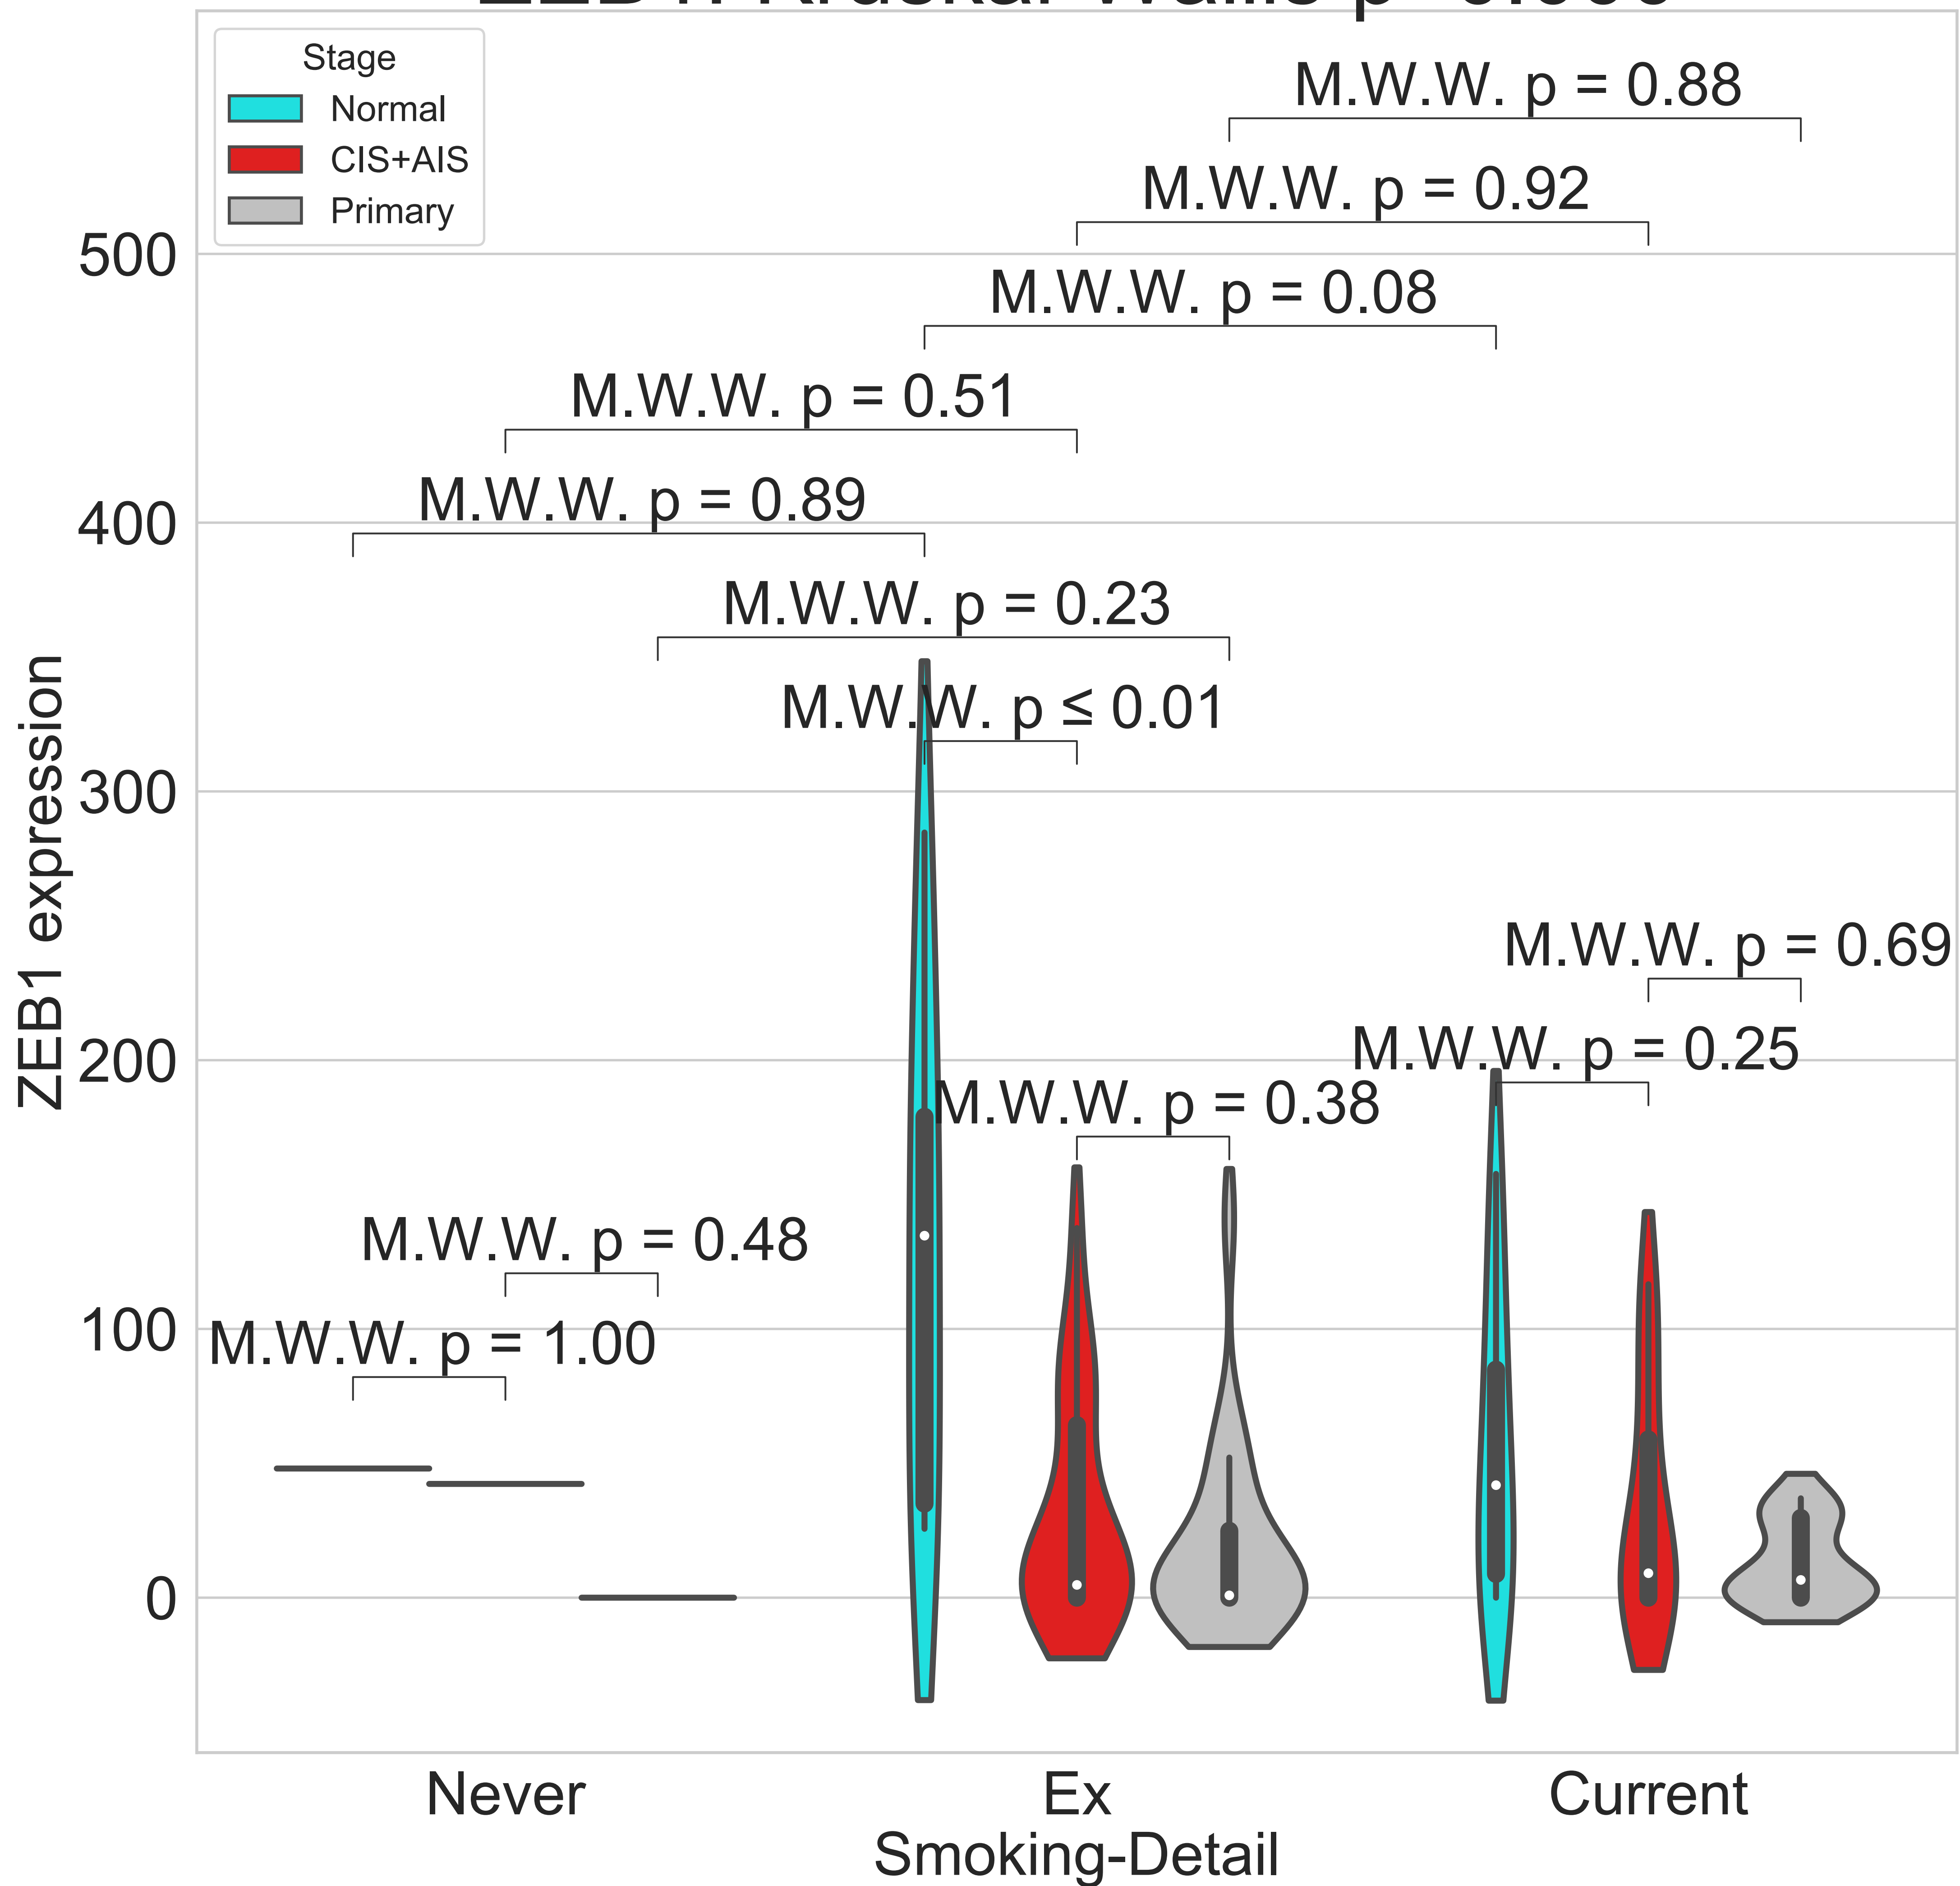 Stage
Normal
CIS+AIS
Primary
M.W.W. p = 0.88
M.W.W. p = 0.92
M.W.W. p = 0.08
M.W.W. p = 0.51
M.W.W. p = 0.89
M.W.W. p = 0.23
M.W.W. p ≤ 0.01
M.W.W. p = 0.69
M.W.W. p = 0.25
M.W.W. p = 0.38
M.W.W. p = 0.48
M.W.W. p = 1.00
ZEB1 expression
500
400
300
200
100
0
Never
Ex
Current
Smoking-Detail